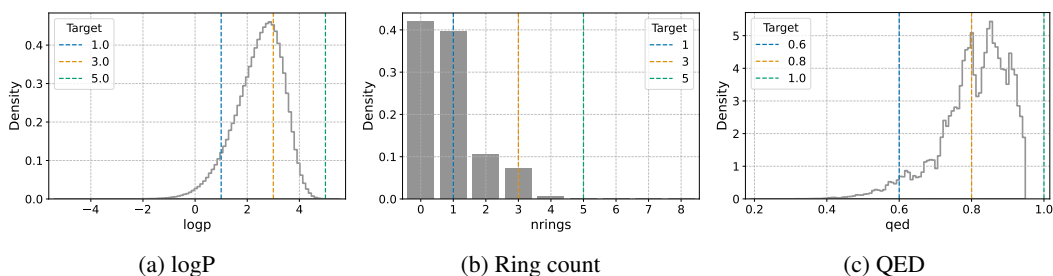 Target
1.0
3.0
5.0
Density
0.4
0.3
0.2
0.1
0.0
−4 −2 0 2 4
logp
(a) logP
Target
1
3
5
Density
0.4
0.3
0.2
0.1
0.0
0 1 2 3 4 5 6 7 8
nrings
(b) Ring count
Target
0.6
0.8
1.0
Density
5
4
3
2
1
0
0.2 0.4 0.6 0.8 1.0
qed
(c) QED